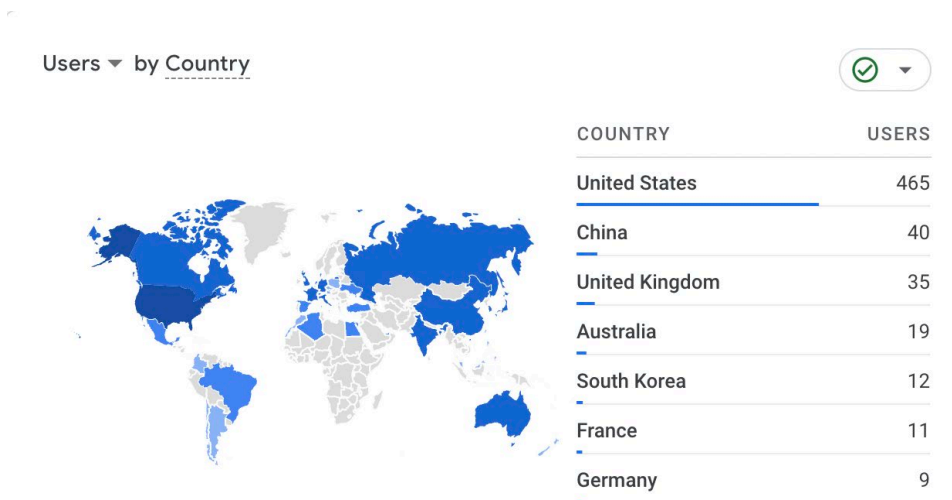 Users by Country
COUNTRY USERS
United States 465
China 40
United Kingdom 35
Australia 19
South Korea 12
France 11
Germany 9